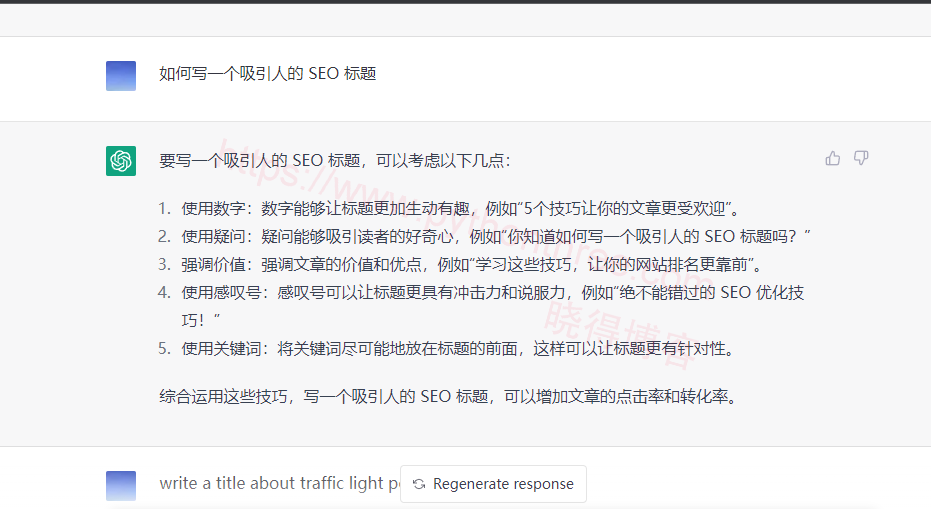 如何写一个吸引人的 SEO 标题
要写一个吸引人的 SEO 标题，可以考虑以下几点：
1. 使用数字：数字能够让标题更加生动有趣，例如“5个技巧让你的文章更受欢迎”。
2. 使用疑问：疑问能够吸引读者的好奇心，例如“你知道如何写一个吸引人的 SEO 标题吗？”
3. 强调价值：强调文章的价值和优点，例如“学习这些技巧，让你的网站排名更靠前”。
4. 使用感叹号：感叹号可以让标题更具有冲击力和说服力，例如“绝不能错过的 SEO 优化技
巧！”
5. 使用关键词：将关键词尽可能地放在标题的前面，这样可以让标题更有针对性。
综合运用这些技巧，写一个吸引人的 SEO 标题，可以增加文章的点击率和转化率。
write a title about traffic light
Regenerate response
晓得博客